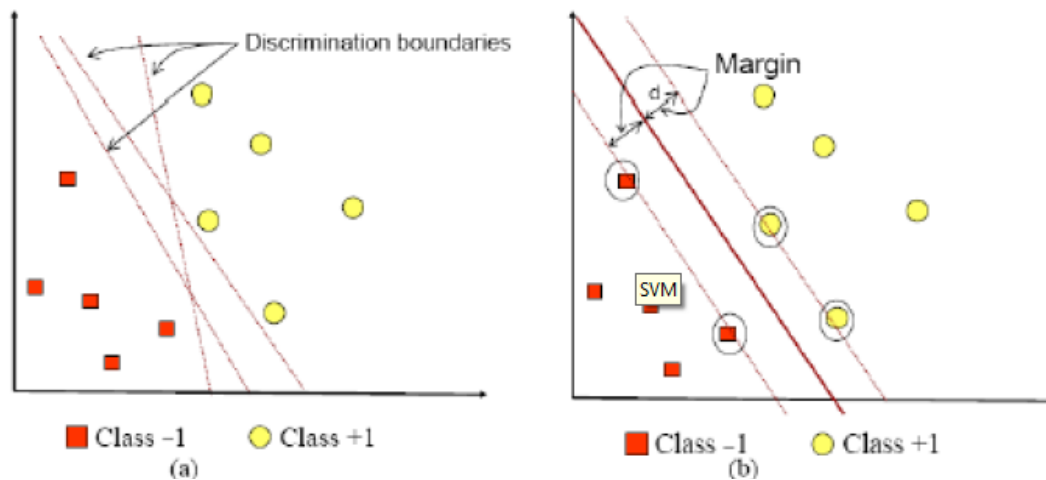 Discrimination boundaries
Class –1
Class +1
(a)
Margin
d
SVM
Class –1
Class +1
(b)